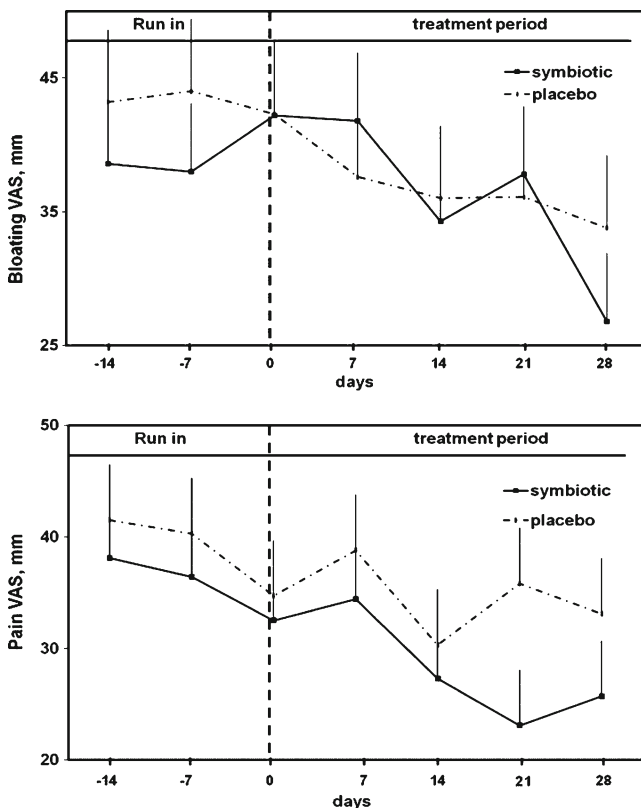 Run in treatment period
45
symbiotic
placebo
35
Bloating VAS, mm
25
-14 -7 0 7 14 21 28
days
50
Run in treatment period
symbiotic
placebo
40
Pain VAS, mm
30
20
-14 -7 0 7 14 21 28
days